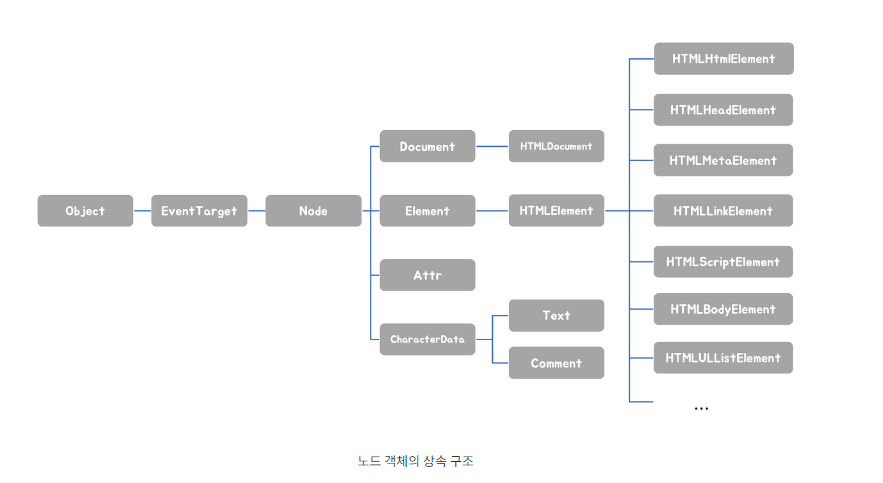 HTMLHtmlElement
HTMLHeadElement
Document
HTMLDocument
HTMLMetaElement
Object
EventTarget
Node
Element
HTMLElement
HTMLLinkElement
HTMLScriptElement
Attr
Text
HTMLBodyElement
CharacterData
Comment
HTMLULListElement
...
노드 객체의 상속 구조